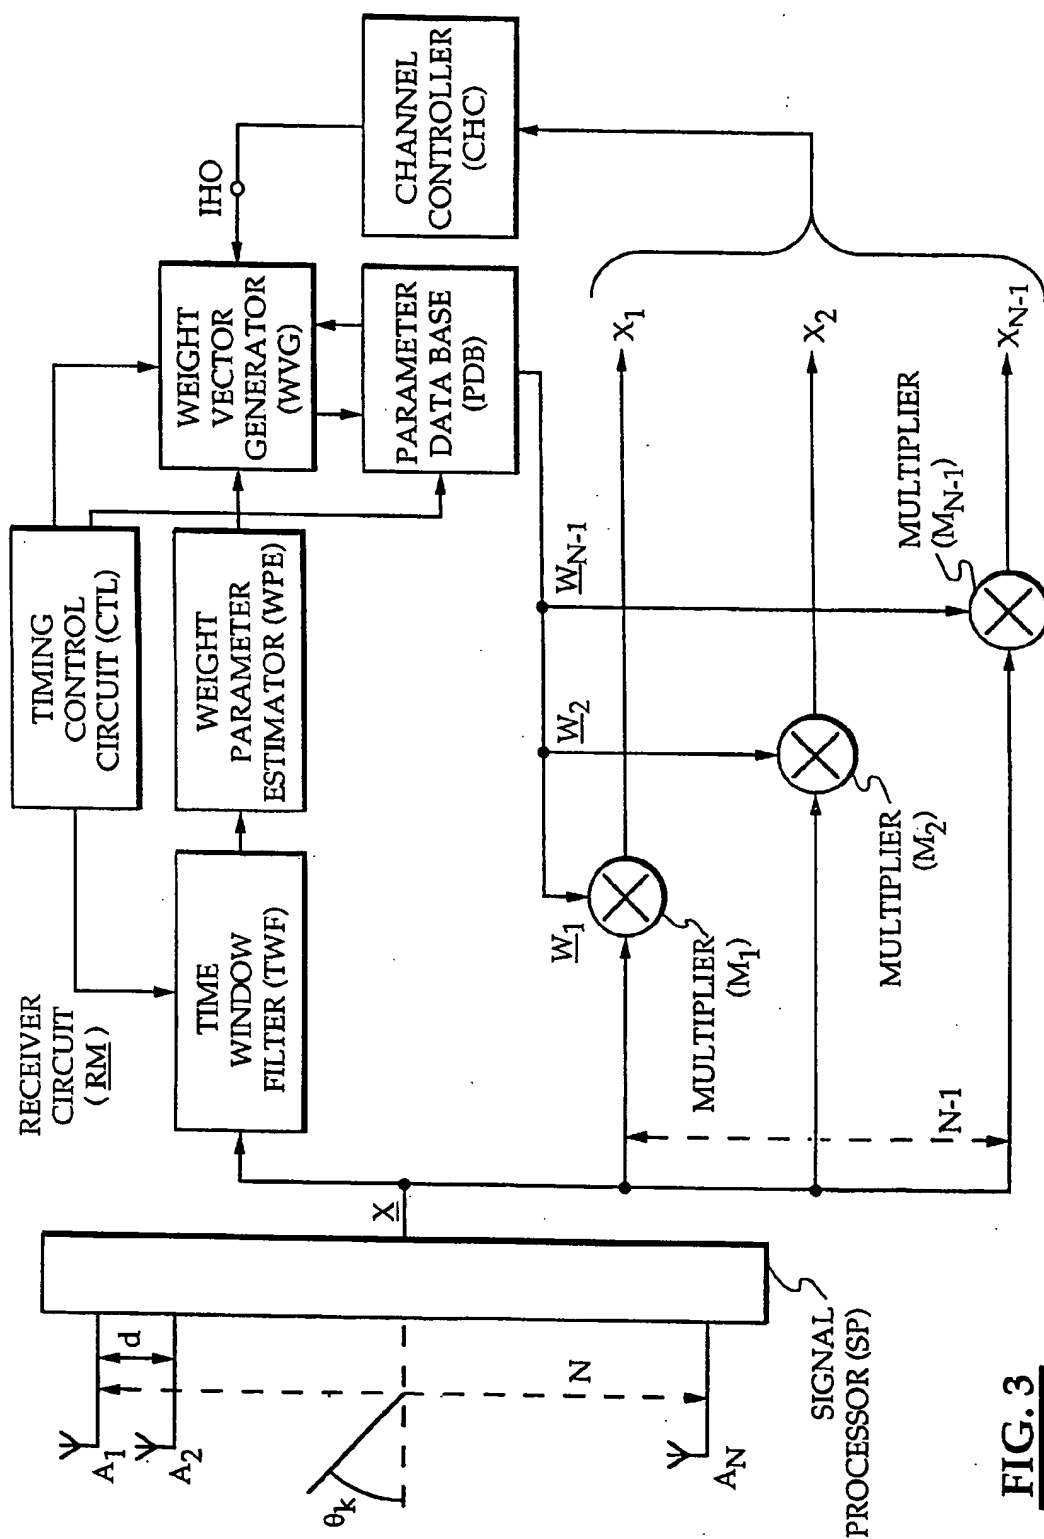 RECEIVER
CIRCUIT
(RM)
TIMING
CONTROL
CIRCUIT (CTL)
TIME
WINDOW
FILTER (TWF)
WEIGHT
PARAMETER
ESTIMATOR (WPE)
WEIGHT
VECTOR
GENERATOR
(WVG)
IHO
PARAMETER
DATA BASE
(PDB)
CHANNEL
CONTROLLER
(CHC)
A1
A2
AN
d
N
θk
X
SIGNAL
PROCESSOR (SP)
W1
W2
WN-1
MULTIPLIER
(M1)
MULTIPLIER
(M2)
MULTIPLIER
(MN-1)
N-1
X1
X2
XN-1
FIG. 3